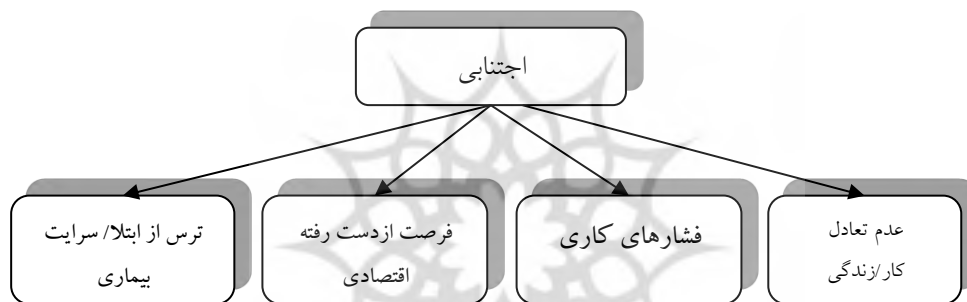 اجتنابی
عدم تعادل
کار/زندگی
فشارهای کاری
فرصت ازدست رفته
اقتصادی
ترس از ابتلا/ سرایت
بیماری